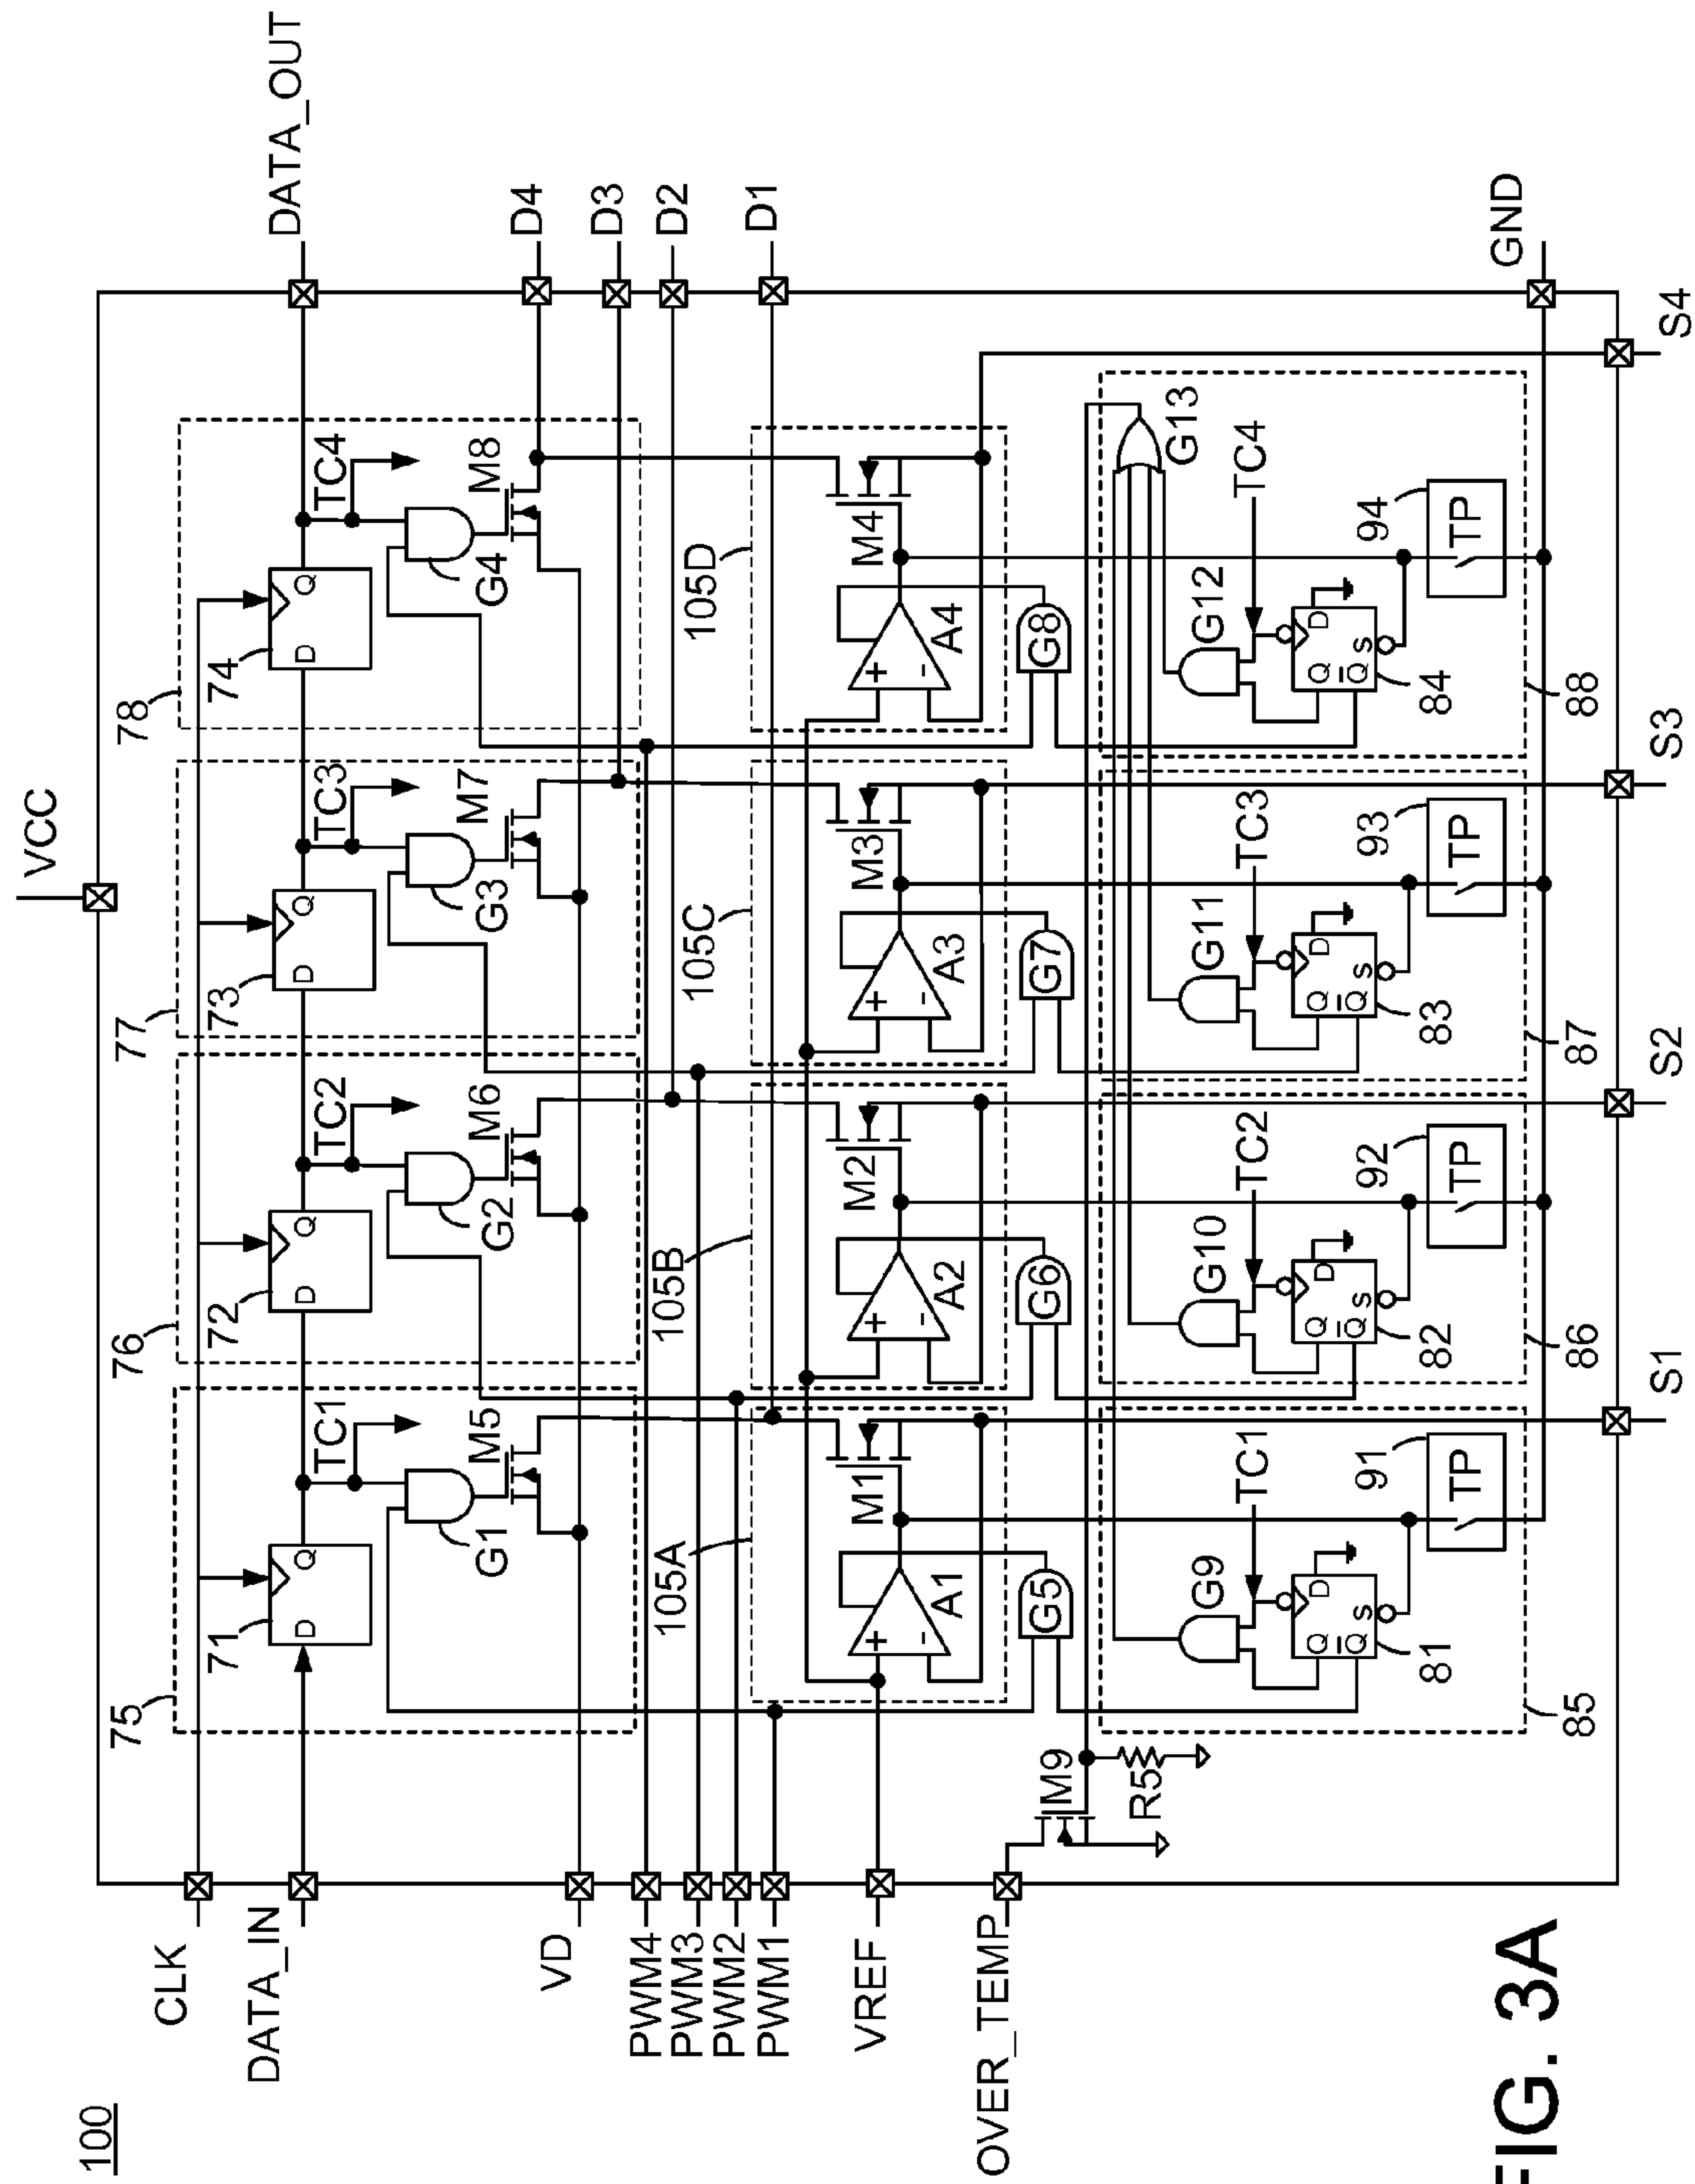 100
VCC
CLK
DATA_IN
VD
PWM4
PWM3
PWM2
PWM1
VREF
OVER_TEMP
DATA_OUT
D4
D3
D2
D1
GND
S1
S2
S3
S4
75
76
77
78
71
72
73
74
D
Q
D
Q
D
Q
D
Q
TC1
TC2
TC3
TC4
G1
G2
G3
G4
M5
M6
M7
M8
105A
105B
105C
105D
M1
M2
M3
M4
+
-
A1
+
-
A2
+
-
A3
+
-
A4
G5
G6
G7
G8
M9
R5
G13
G9
G10
G11
G12
TC1
TC2
TC3
TC4
Q
D
Q
S
Q
D
Q
S
Q
D
Q
S
Q
D
Q
S
81
82
83
84
91
92
93
94
TP
TP
TP
TP
85
86
87
88
FIG. 3A